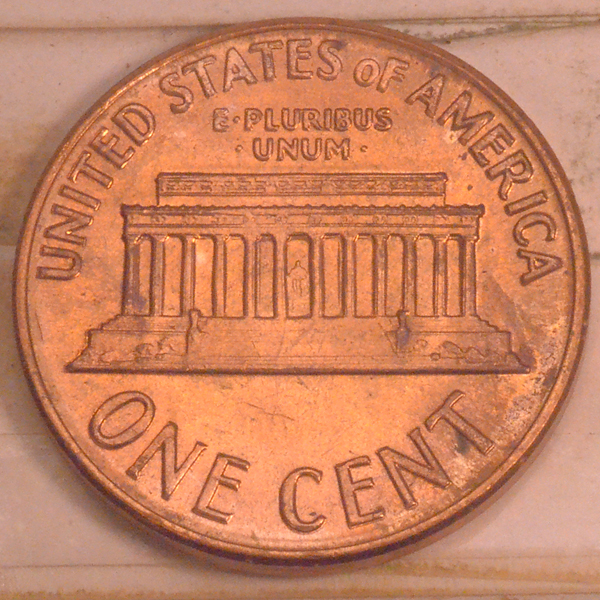 UNITED STATES OF AMERICA
E·PLURIBUS
·UNUM·
ONE CENT